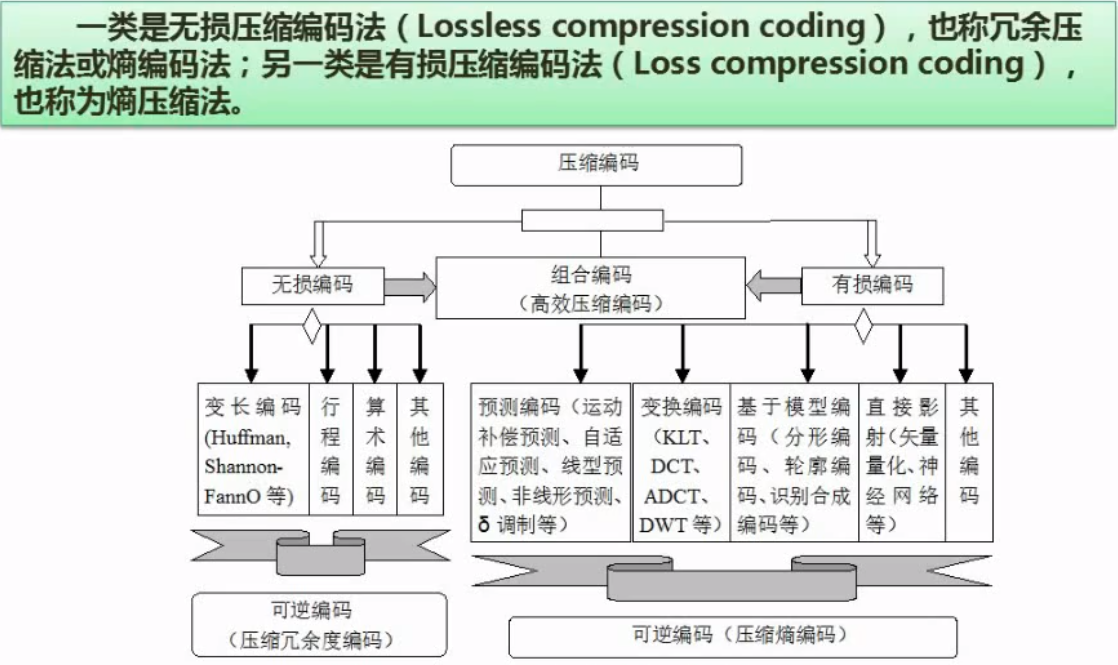 一类是无损压缩编码法（Lossless compression coding），也称冗余压
缩法或熵编码法；另一类是有损压缩编码法（Loss compression coding），
也称为熵压缩法。
压缩编码
无损编码
组合编码
（高效压缩编码）
有损编码
变长编码
(Huffman,
Shannon-
FannO 等)
行
程
编
码
算
术
编
码
其
他
编
码
预测编码（运动
补偿预测、自适
应预测、线型预
测、非线形预测、
δ 调制等）
变换编码
（KLT、
DCT、
ADCT、
DWT 等）
基于模型编
码（分形编
码、轮廓编
码、识别合成
编码等）
直接影
射（矢量
量化、神
经网络
等）
其
他
编
码
可逆编码
（压缩冗余度编码）
可逆编码（压缩熵编码）